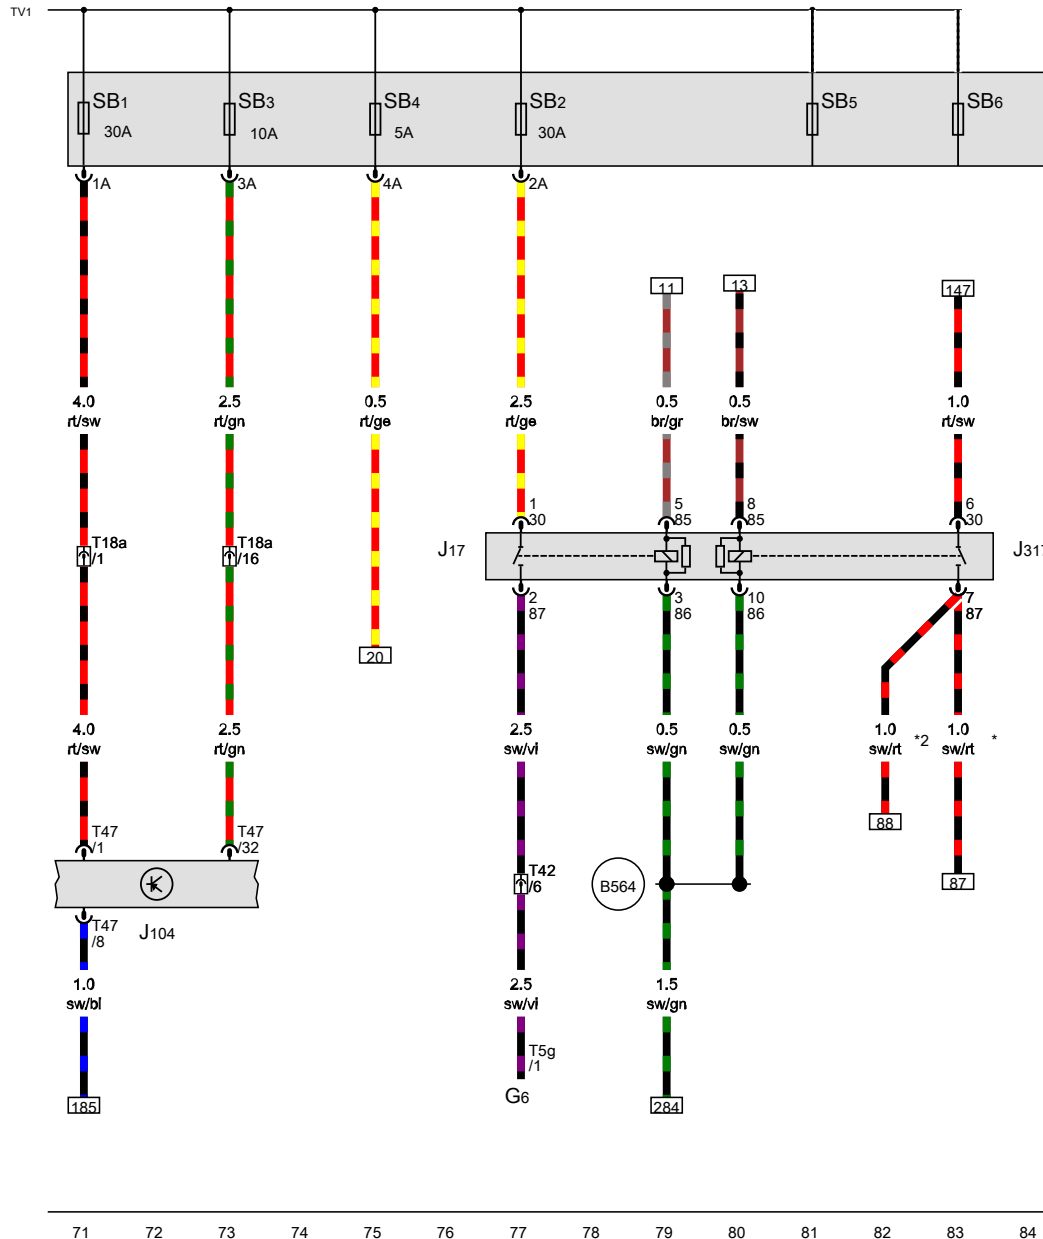 TV1
SB1
30A
SB3
10A
SB4
5A
SB2
30A
SB5
SB6
1A
3A
4A
2A
11
13
147
4.0
rt/sw
2.5
rt/gn
0.5
rt/ge
2.5
rt/ge
0.5
br/gr
0.5
br/sw
1.0
rt/sw
1
30
5
85
8
85
6
30
T18a
/1
T18a
/16
J17
J317
2
87
3
86
10
86
7
87
20
4.0
rt/sw
2.5
rt/gn
2.5
sw/vi
0.5
sw/gn
0.5
sw/gn
1.0
sw/rt
*2
1.0
sw/rt
*
88
T47
/1
T47
/32
T42
/6
B564
87
T47
/8
J104
1.0
sw/bl
2.5
sw/vi
1.5
sw/gn
T5g
/1
G6
185
284
71 72 73 74 75 76 77 78 79 80 81 82 83 84